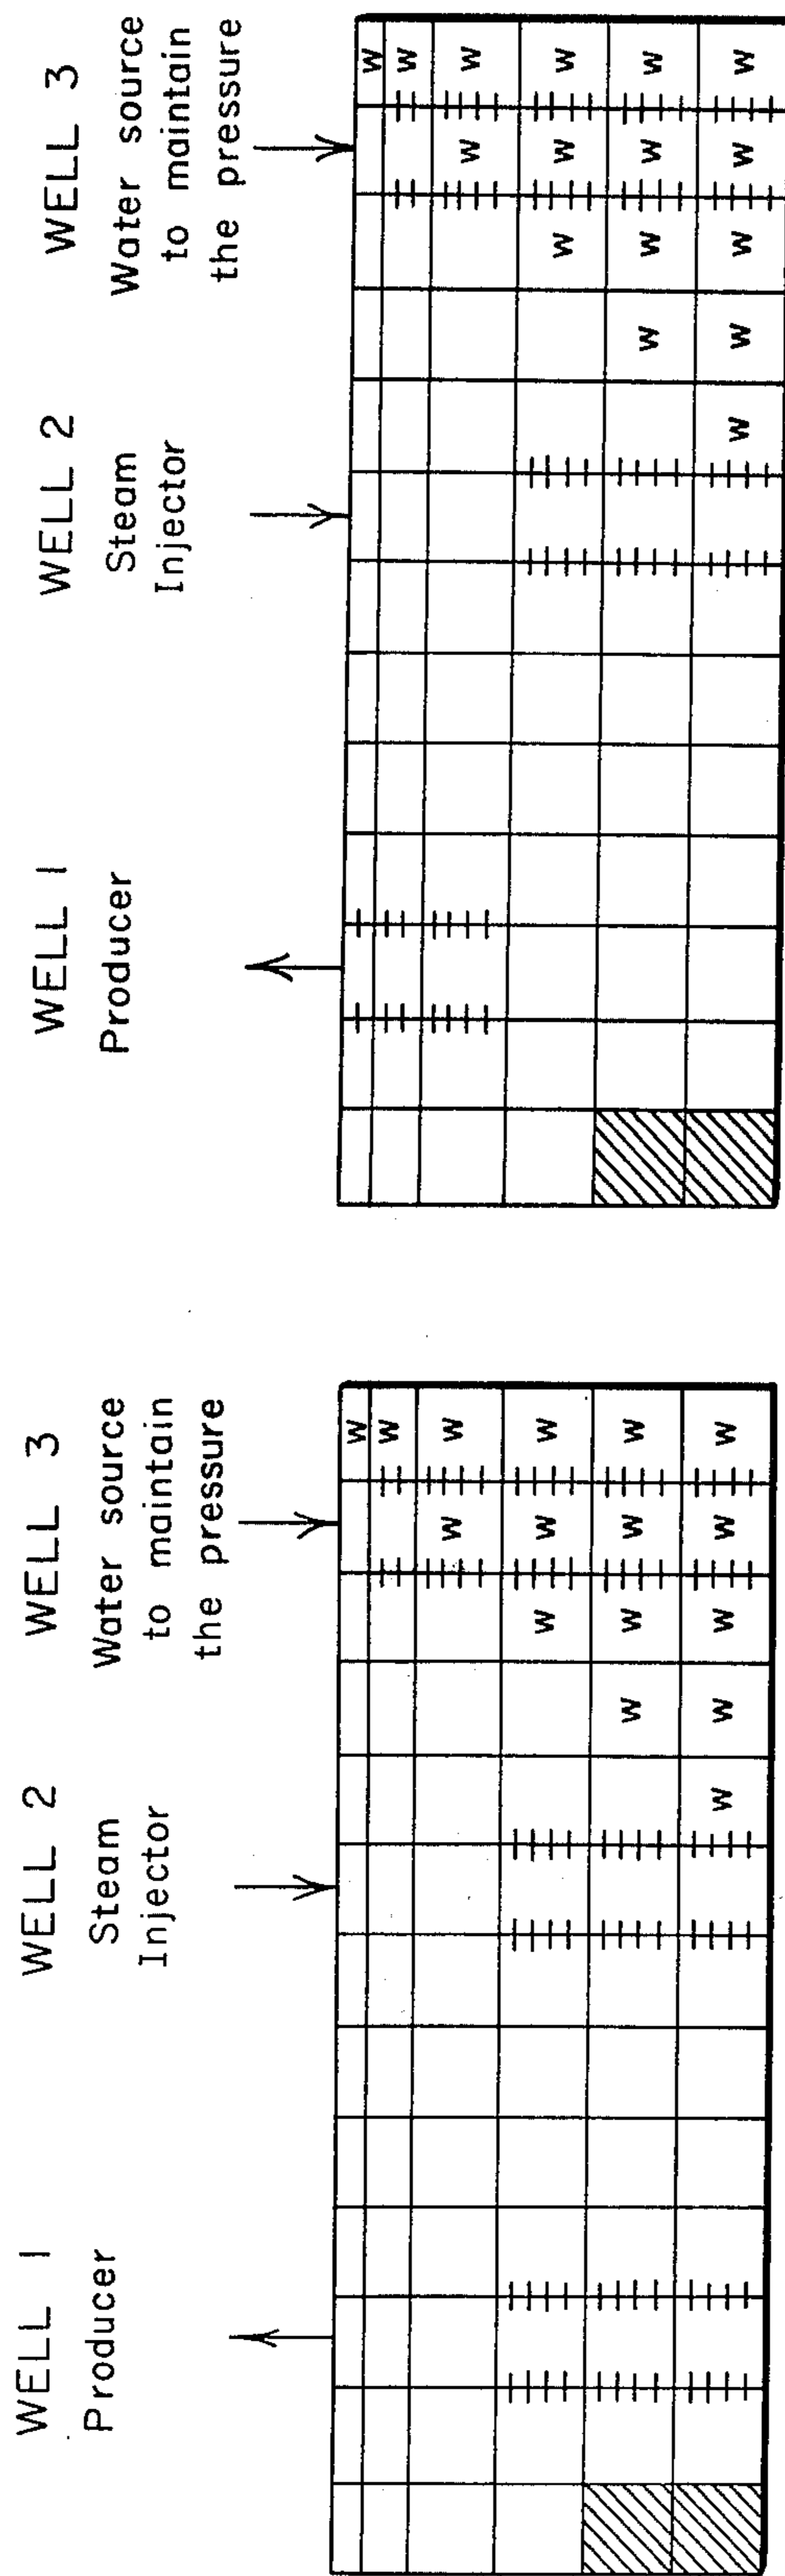 WELL 1
Producer
WELL 2
Steam
Injector
WELL 3
Water source
to maintain
the pressure
W
W
W W
W W W
W W W W
W W W W W
WELL 1
Producer
WELL 2
Steam
Injector
WELL 3
Water source
to maintain
the pressure
W
W
W W
W W W
W W W W
W W W W W